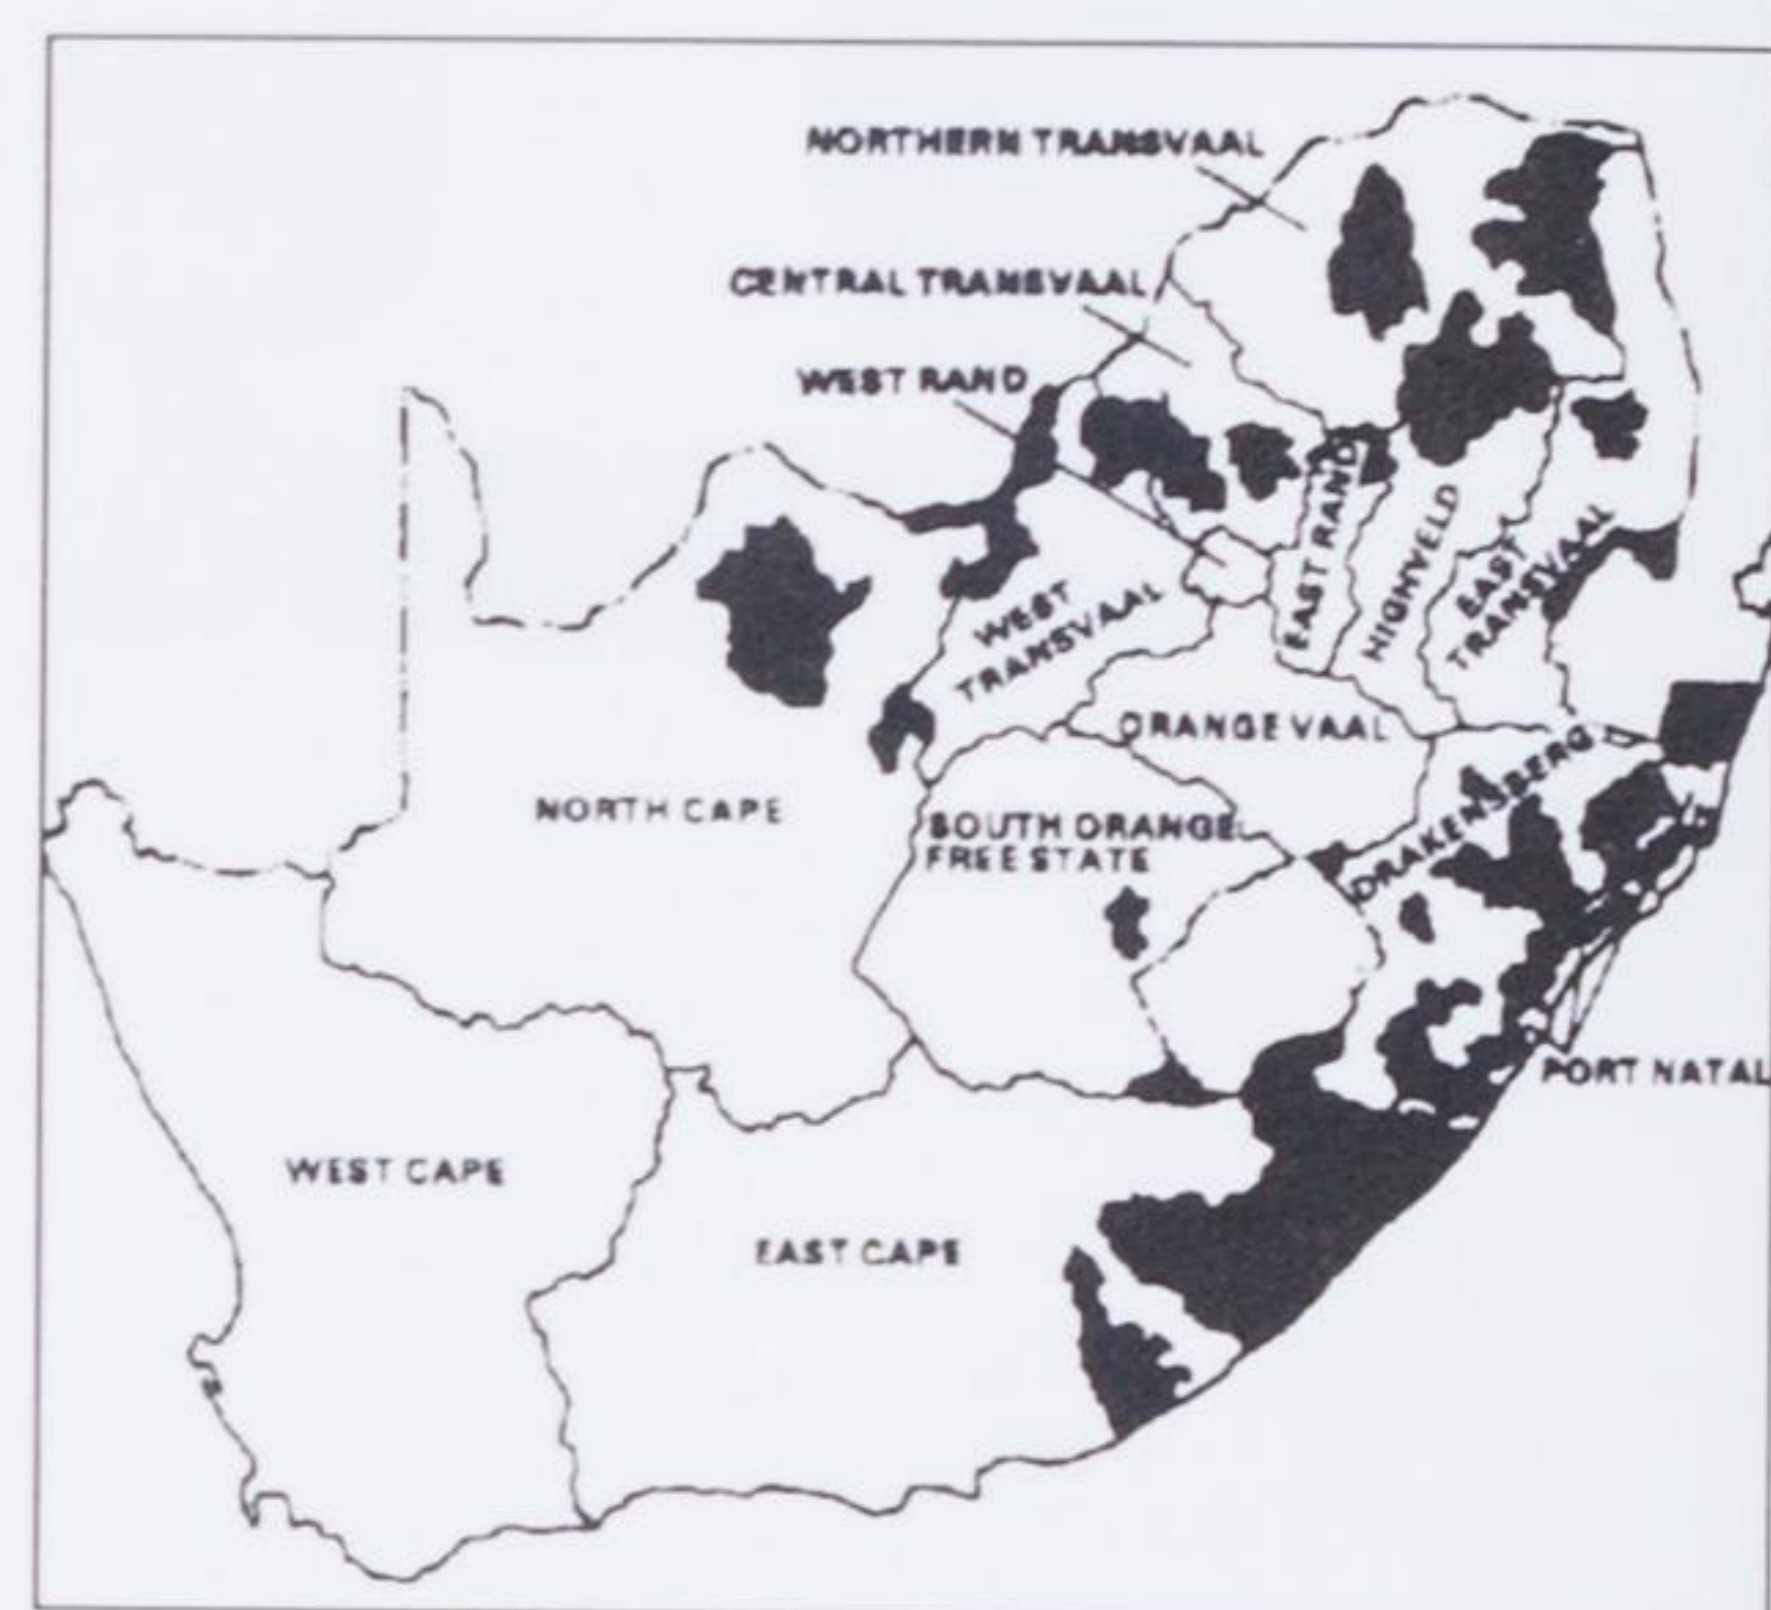 NORTHERN TRANSVAAL
CENTRAL TRANSVAAL
WEST RAND
EAST RAND
HIGHVELD
EAST
TRANSVAAL
WEST
TRANSVAAL
ORANGE VAAL
DRAKENSBERG
NORTH CAPE
SOUTH ORANGE
FREE STATE
PORT NATAL
WEST CAPE
EAST CAPE